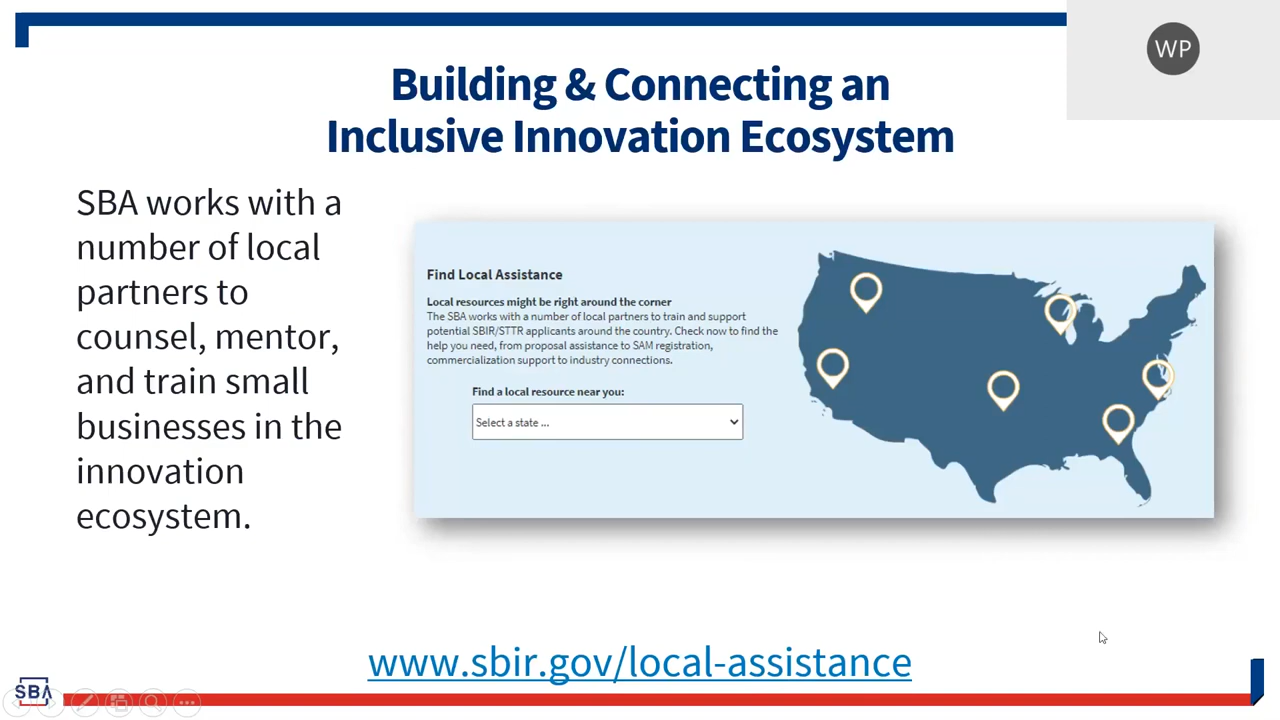 WP
Building & Connecting an
Inclusive Innovation Ecosystem
SBA works with a
number of local
partners to
counsel, mentor,
and train small
businesses in the
innovation
ecosystem.
Find Local Assistance
Local resources might be right around the corner
The SBA works with a number of local partners to train and support
potential SBIR/STTR applicants around the country. Check now to find the
help you need, from proposal assistance to SAM registration,
commercialization support to industry connections.
Find a local resource near you:
Select a state ...
www.sbir.gov/local-assistance
SBA